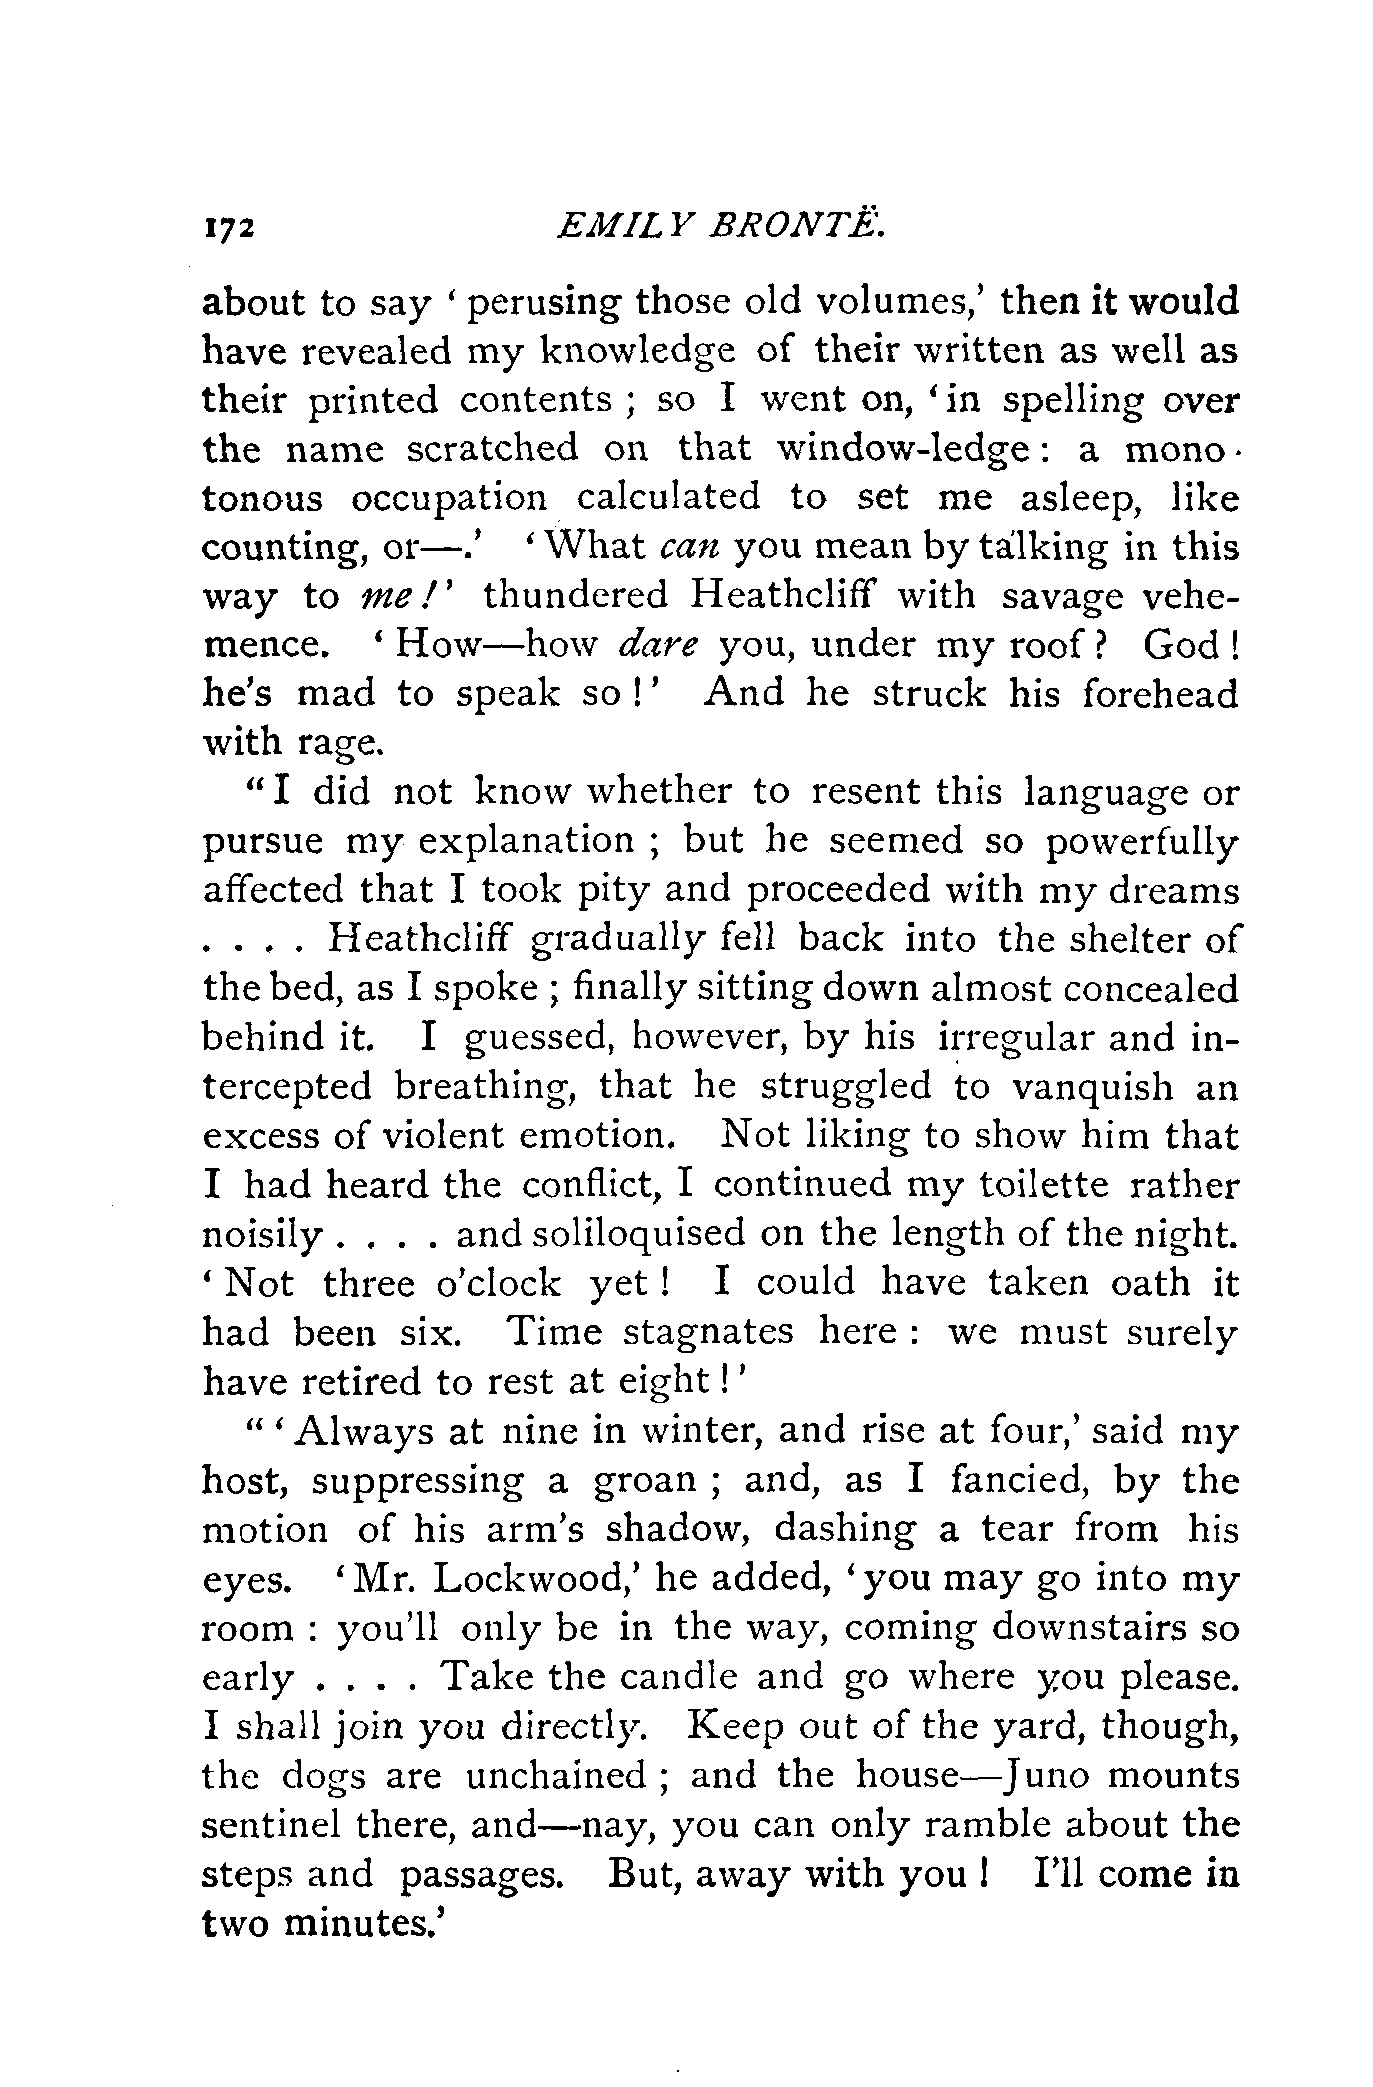 172 EMILY BRONTË.
about to say ‘ perusing those old volumes,’ then it would
have revealed my knowledge of their written as well as
their printed contents ; so I went on, ‘ in spelling over
the name scratched on that window-ledge : a mono-
tonous occupation calculated to set me asleep, like
counting, or—.’ ‘ What can you mean by talking in this
way to me ! ’ thundered Heathcliff with savage vehe-
mence. ‘ How—how dare you, under my roof ? God !
he’s mad to speak so ! ’ And he struck his forehead
with rage.
“ I did not know whether to resent this language or
pursue my explanation ; but he seemed so powerfully
affected that I took pity and proceeded with my dreams
. . . . Heathcliff gradually fell back into the shelter of
the bed, as I spoke ; finally sitting down almost concealed
behind it. I guessed, however, by his irregular and in-
tercepted breathing, that he struggled to vanquish an
excess of violent emotion. Not liking to show him that
I had heard the conflict, I continued my toilette rather
noisily . . . . and soliloquised on the length of the night.
‘ Not three o’clock yet ! I could have taken oath it
had been six. Time stagnates here : we must surely
have retired to rest at eight ! ’
“ ‘ Always at nine in winter, and rise at four,’ said my
host, suppressing a groan ; and, as I fancied, by the
motion of his arm’s shadow, dashing a tear from his
eyes. ‘ Mr. Lockwood,’ he added, ‘ you may go into my
room : you’ll only be in the way, coming downstairs so
early . . . . Take the candle and go where you please.
I shall join you directly. Keep out of the yard, though,
the dogs are unchained ; and the house—Juno mounts
sentinel there, and—nay, you can only ramble about the
steps and passages. But, away with you ! I’ll come in
two minutes.’